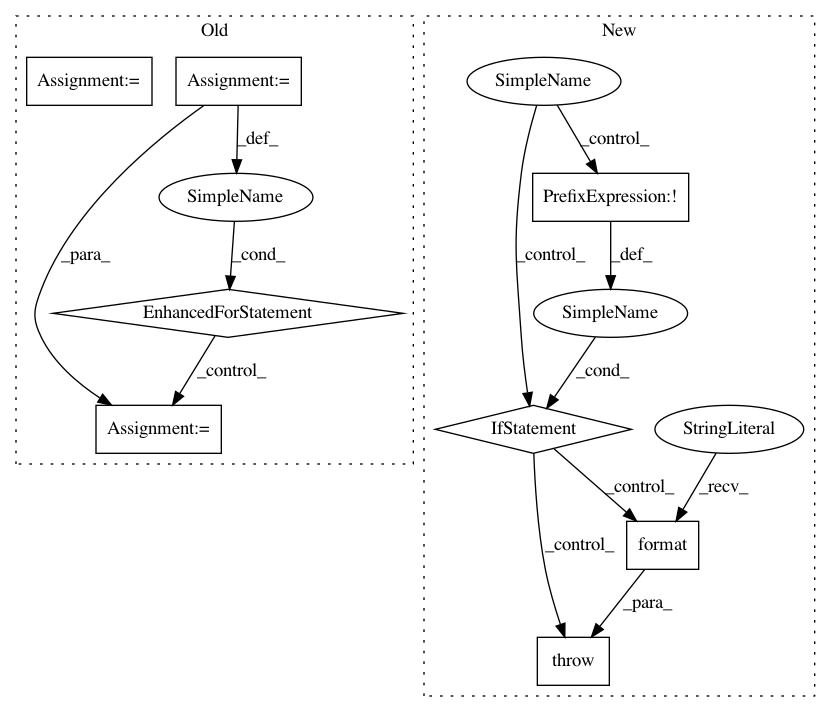 Old
New
Assignment:=
Assignment:=
SimpleName
_def_
_control_
SimpleName
PrefixExpression:!
_para_
_cond_
_control_
_def_
EnhancedForStatement
SimpleName
_control_
_cond_
Assignment:=
IfStatement
StringLiteral
_control_
_recv_
_control_
format
_para_
throw